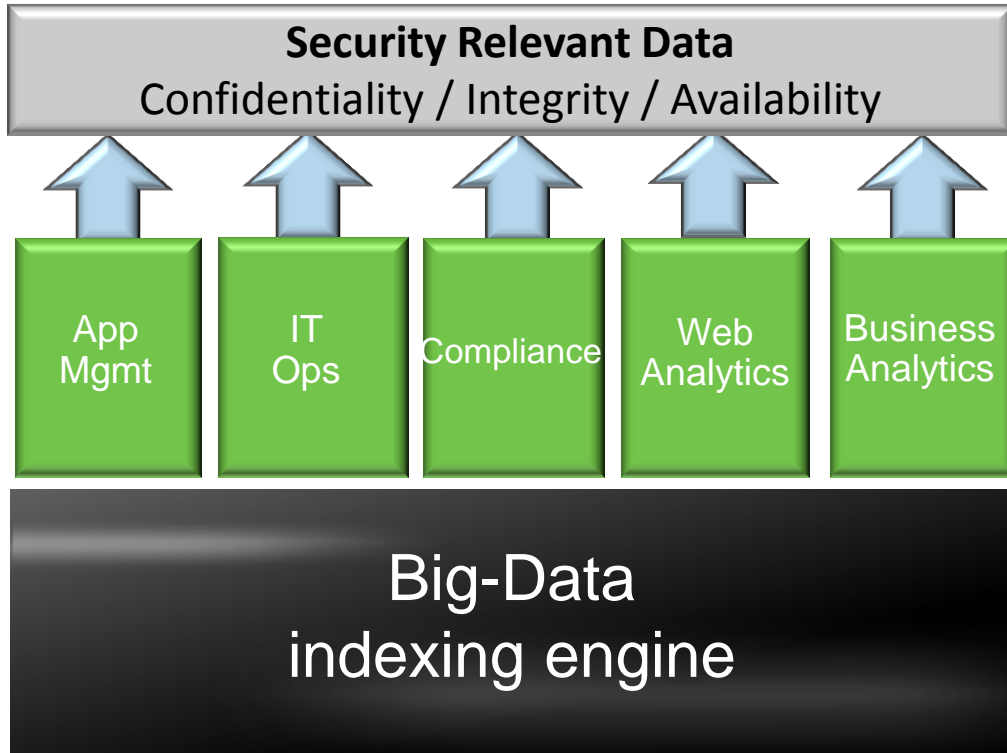 Security Relevant Data
Confidentiality / Integrity / Availability
App
Mgmt
IT
Ops
Compliance
Web
Analytics
Business
Analytics
Big-Data
indexing engine